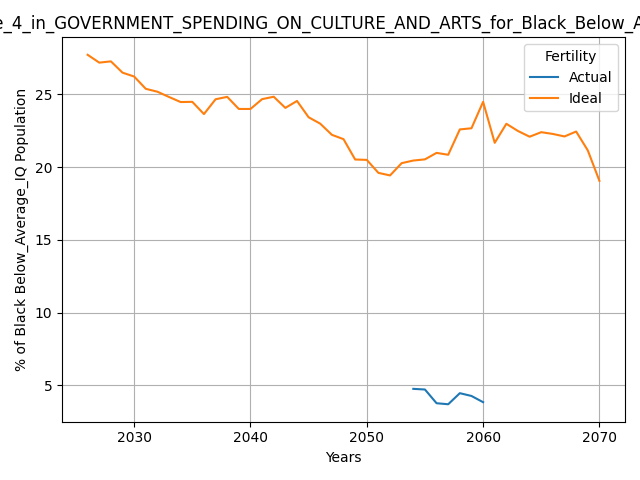 e_4_in_GOVERNMENT_SPENDING_ON_CULTURE_AND_ARTS_for_Black_Below_A
Fertility
Actual
Ideal
% of Black Below_Average_IQ Population
25
20
15
10
5
2030 2040 2050 2060 2070
Years